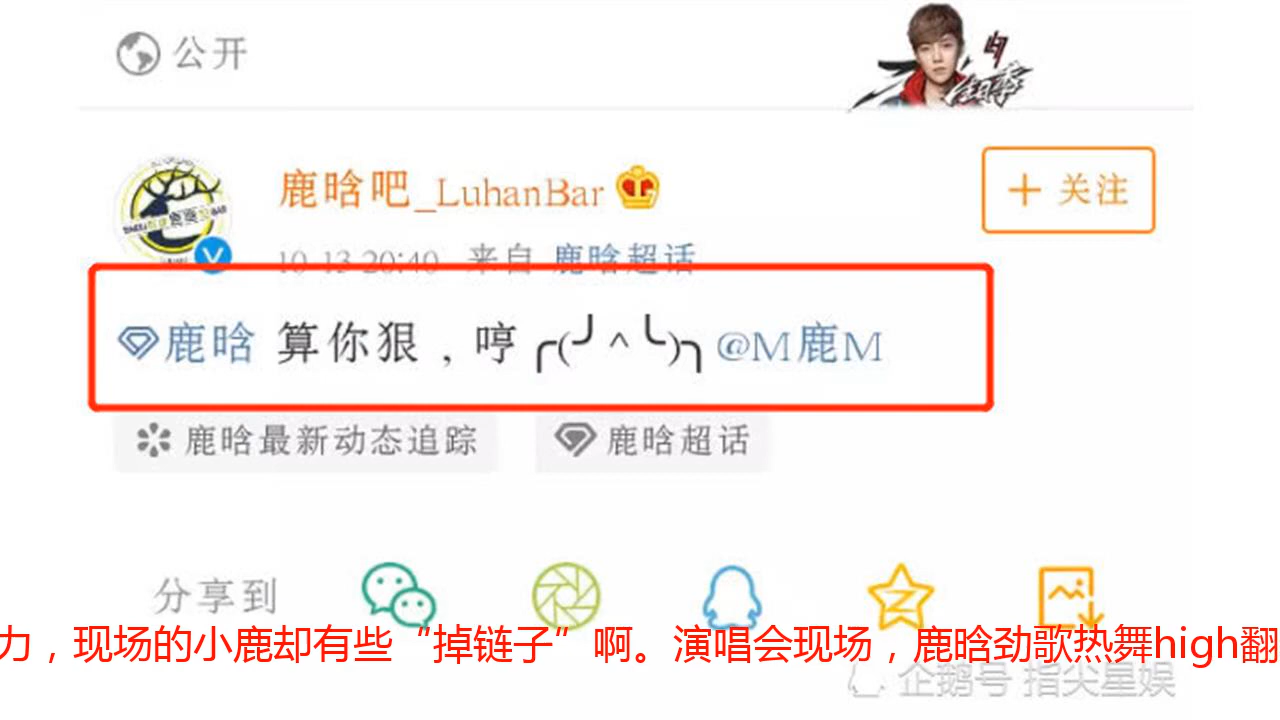 公开
鹿晗吧_LuhanBar
关注
10-13 20:40 来自 鹿晗超话
鹿晗 算你狠，哼╭(╯^╰)╮@M鹿M
鹿晗最新动态追踪 鹿晗超话
分享到
力，现场的小鹿却有些“掉链子”啊。演唱会现场，鹿晗劲歌热舞high翻
企鹅号 指尖星娱